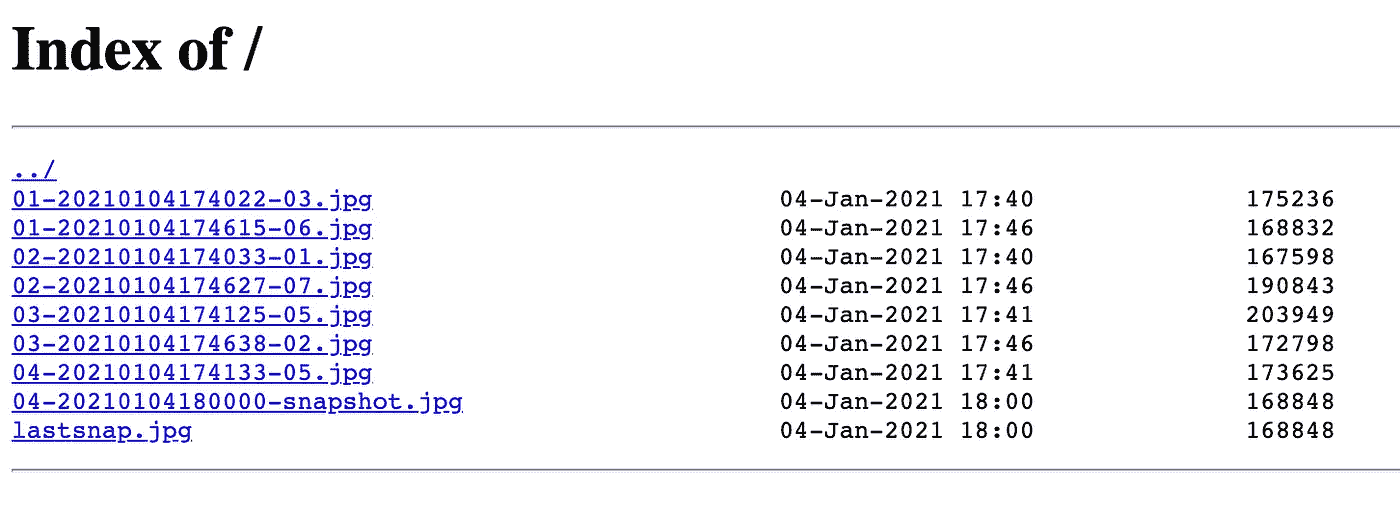 Index of /
../
01-20210104174022-03.jpg 04-Jan-2021 17:40 175236
01-20210104174615-06.jpg 04-Jan-2021 17:46 168832
02-20210104174033-01.jpg 04-Jan-2021 17:40 167598
02-20210104174627-07.jpg 04-Jan-2021 17:46 190843
03-20210104174125-05.jpg 04-Jan-2021 17:41 203949
03-20210104174638-02.jpg 04-Jan-2021 17:46 172798
04-20210104174133-05.jpg 04-Jan-2021 17:41 173625
04-20210104180000-snapshot.jpg 04-Jan-2021 18:00 168848
lastsnap.jpg 04-Jan-2021 18:00 168848